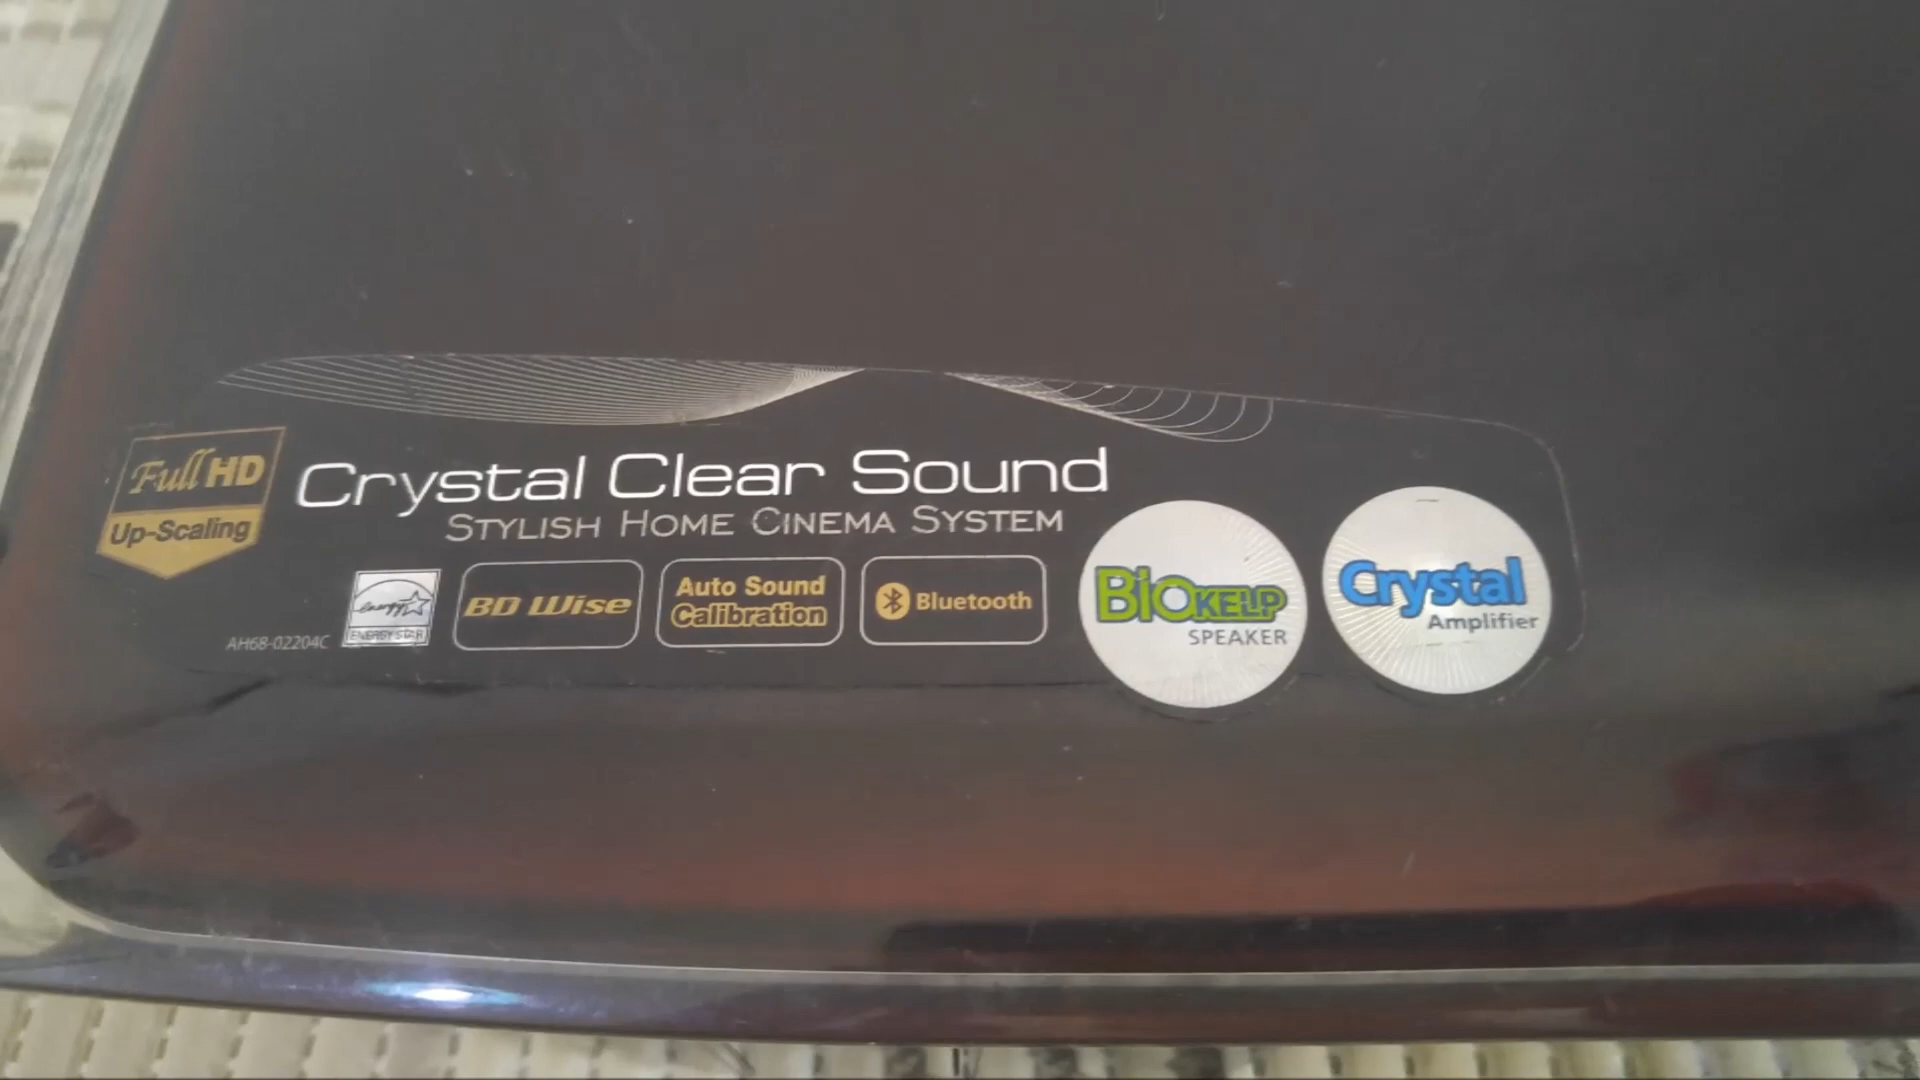 Full HD
Up-Scaling
Crystal Clear Sound
STYLISH HOME CINEMA SYSTEM
AH68-02204C
energy
ENERGY STAR
BD Wise
Auto Sound
Calibration
Bluetooth
BioKELP
SPEAKER
Crystal
Amplifier